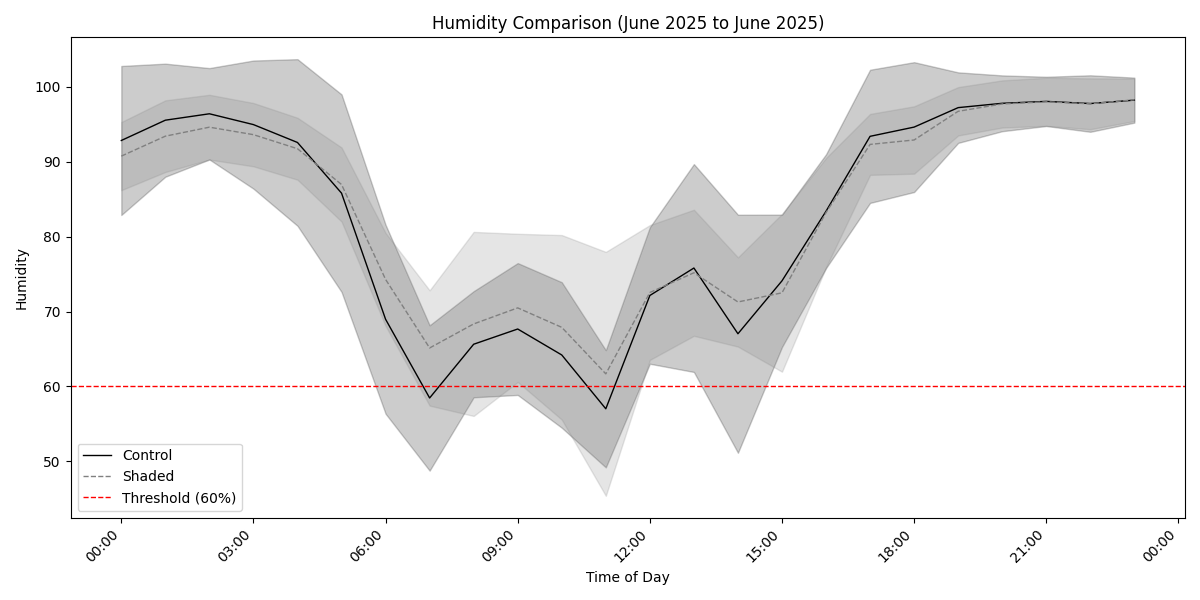 Humidity Comparison (June 2025 to June 2025)
Humidity
100
90
80
70
60
50
Control
Shaded
Threshold (60%)
00:00
03:00
06:00
09:00
12:00
15:00
18:00
21:00
00:00
Time of Day